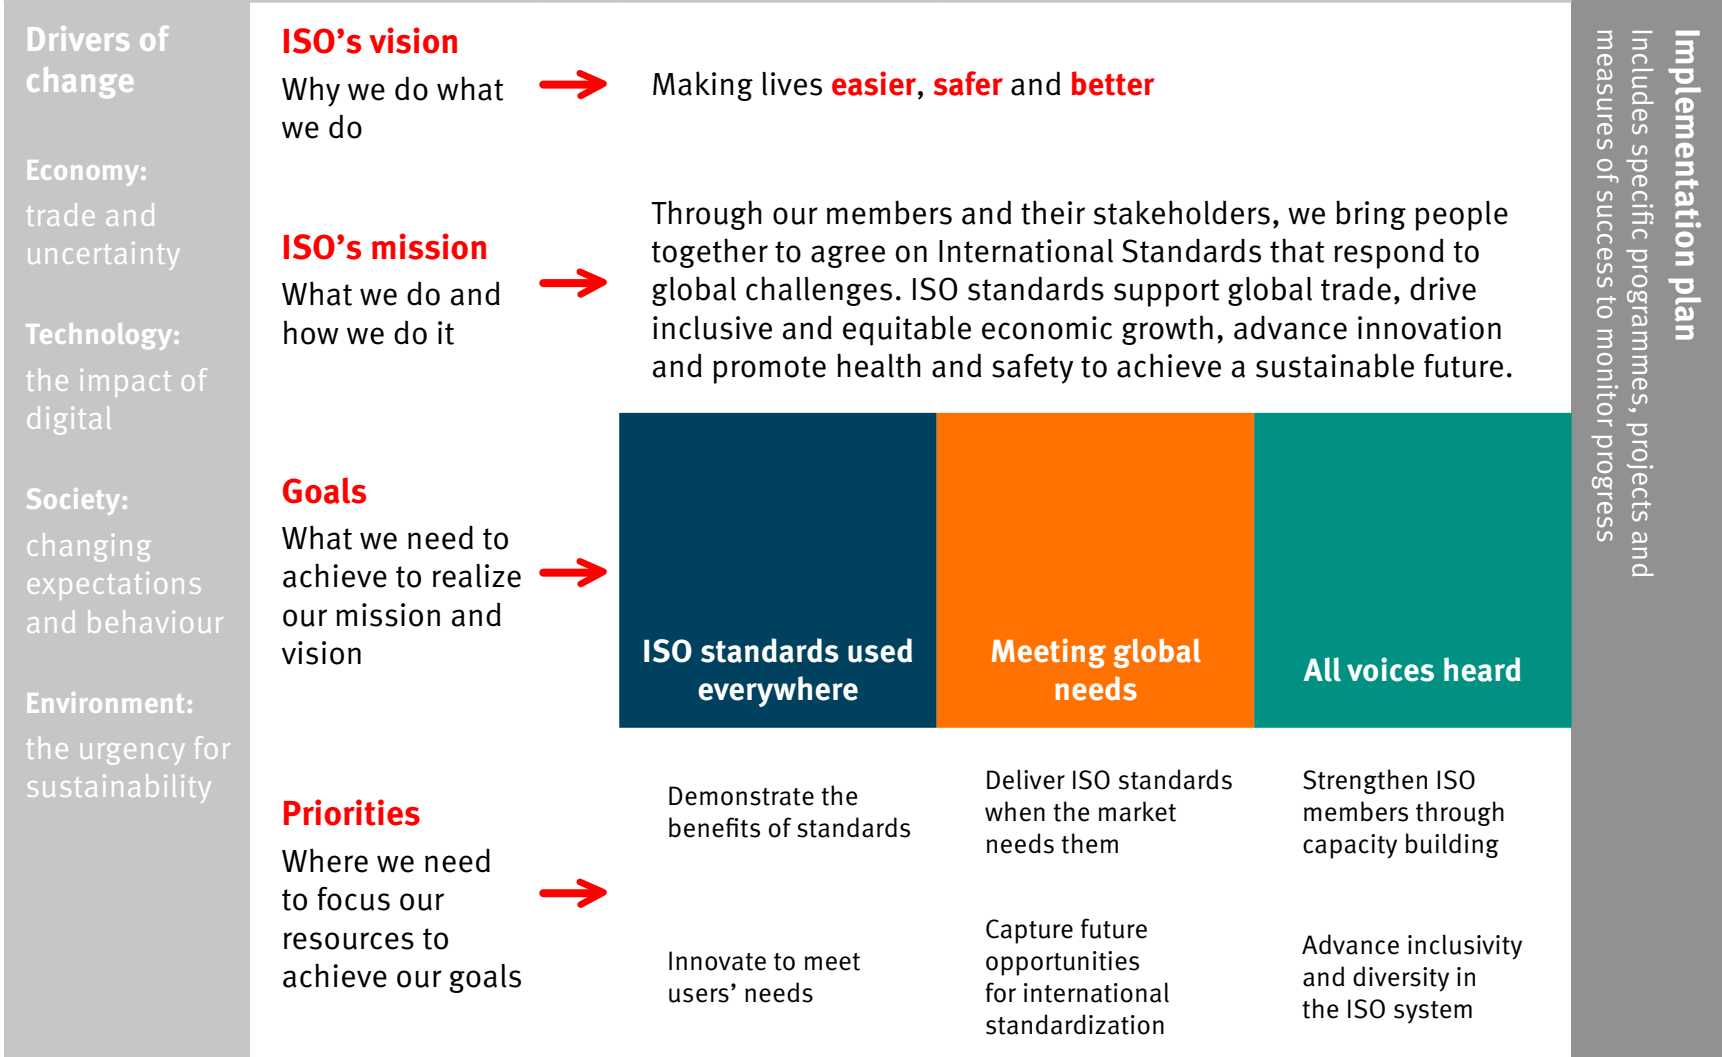 Drivers of
change
Economy:
trade and
uncertainty
Technology:
the impact of
digital
Society:
changing
expectations
and behaviour
Environment:
the urgency for
sustainability
ISO’s vision
Why we do what
we do
Making lives easier, safer and better
ISO’s mission
What we do and
how we do it
Through our members and their stakeholders, we bring people
together to agree on International Standards that respond to
global challenges. ISO standards support global trade, drive
inclusive and equitable economic growth, advance innovation
and promote health and safety to achieve a sustainable future.
Goals
What we need to
achieve to realize
our mission and
vision
ISO standards used
everywhere
Meeting global
needs
All voices heard
Priorities
Where we need
to focus our
resources to
achieve our goals
Demonstrate the
benefits of standards
Innovate to meet
users’ needs
Deliver ISO standards
when the market
needs them
Capture future
opportunities
for international
standardization
Strengthen ISO
members through
capacity building
Advance inclusivity
and diversity in
the ISO system
Implementation plan
Includes specific programmes, projects and
measures of success to monitor progress